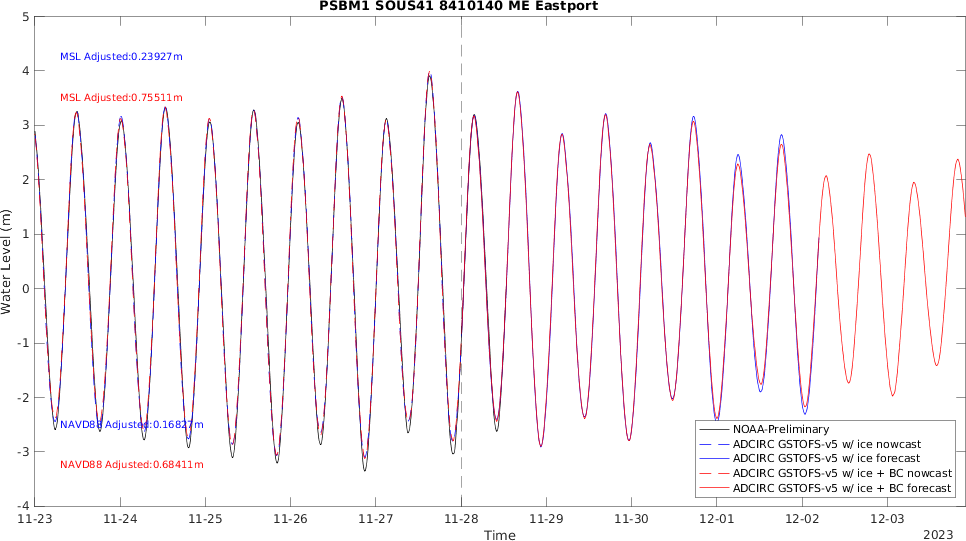 PSBM1 SOUS41 8410140 ME Eastport
5
4
3
2
1
0
-1
-2
-3
-4
Water Level (m)
MSL Adjusted:0.23927m
MSL Adjusted:0.75511m
NAVD88 Adjusted:0.16827m
NAVD88 Adjusted:0.68411m
NOAA-Preliminary
ADCIRC GSTOFS-v5 w/ ice nowcast
ADCIRC GSTOFS-v5 w/ ice forecast
ADCIRC GSTOFS-v5 w/ ice + BC nowcast
ADCIRC GSTOFS-v5 w/ ice + BC forecast
11-23 11-24 11-25 11-26 11-27 11-28 11-29 11-30 12-01 12-02 12-03
Time
2023